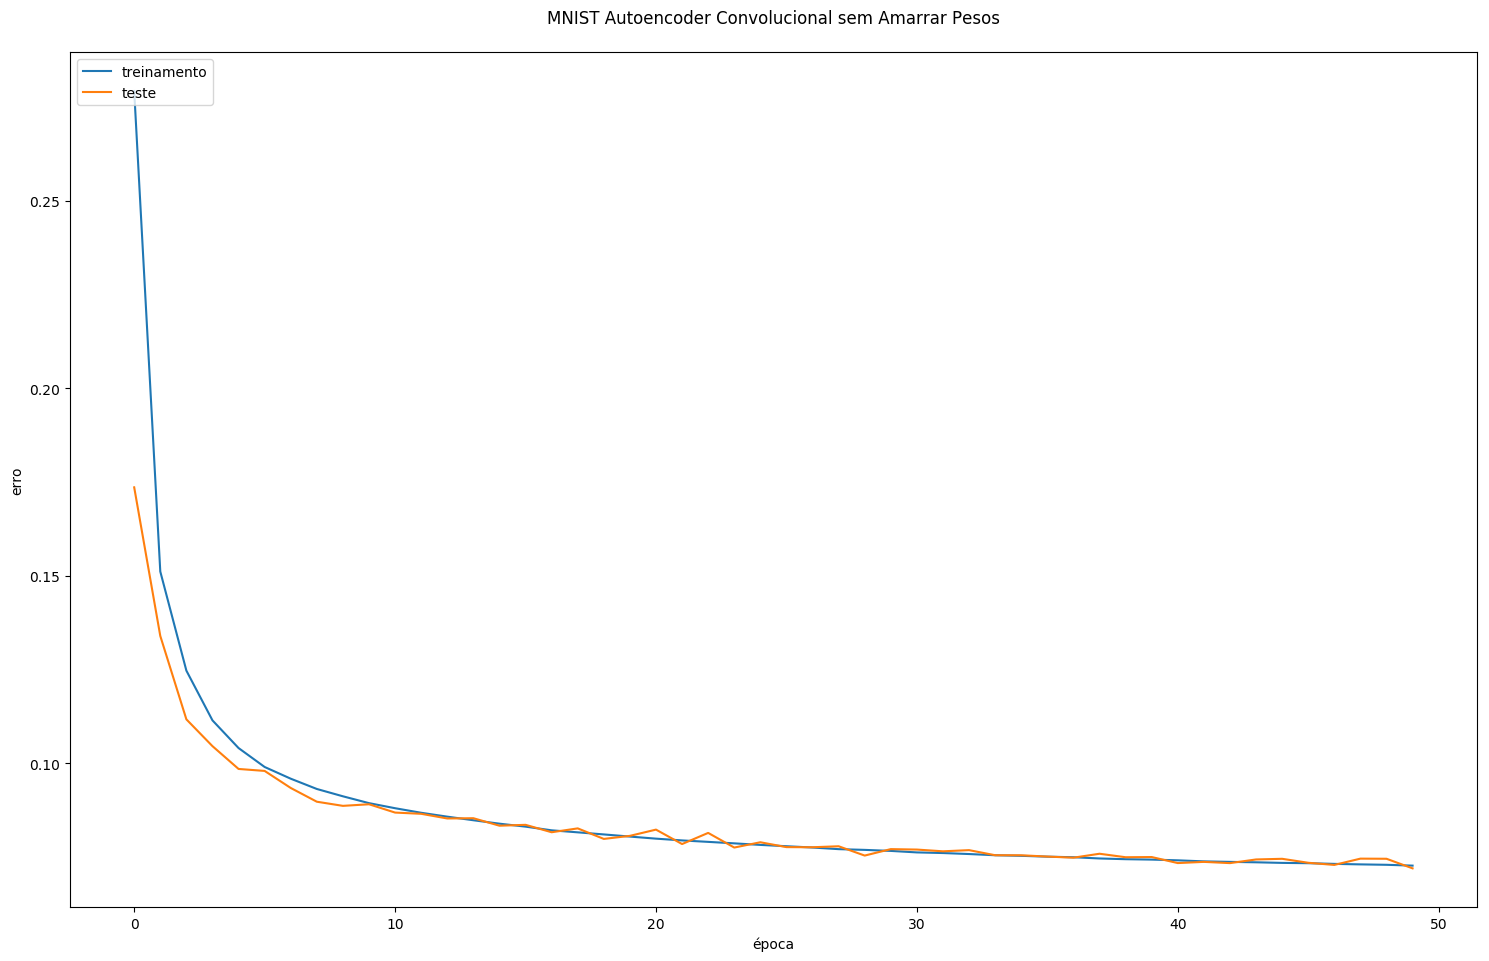 MNIST Autoencoder Convolucional sem Amarrar Pesos
treinamento
teste
0.25
0.20
0.15
0.10
erro
0
10
20
30
40
50
época